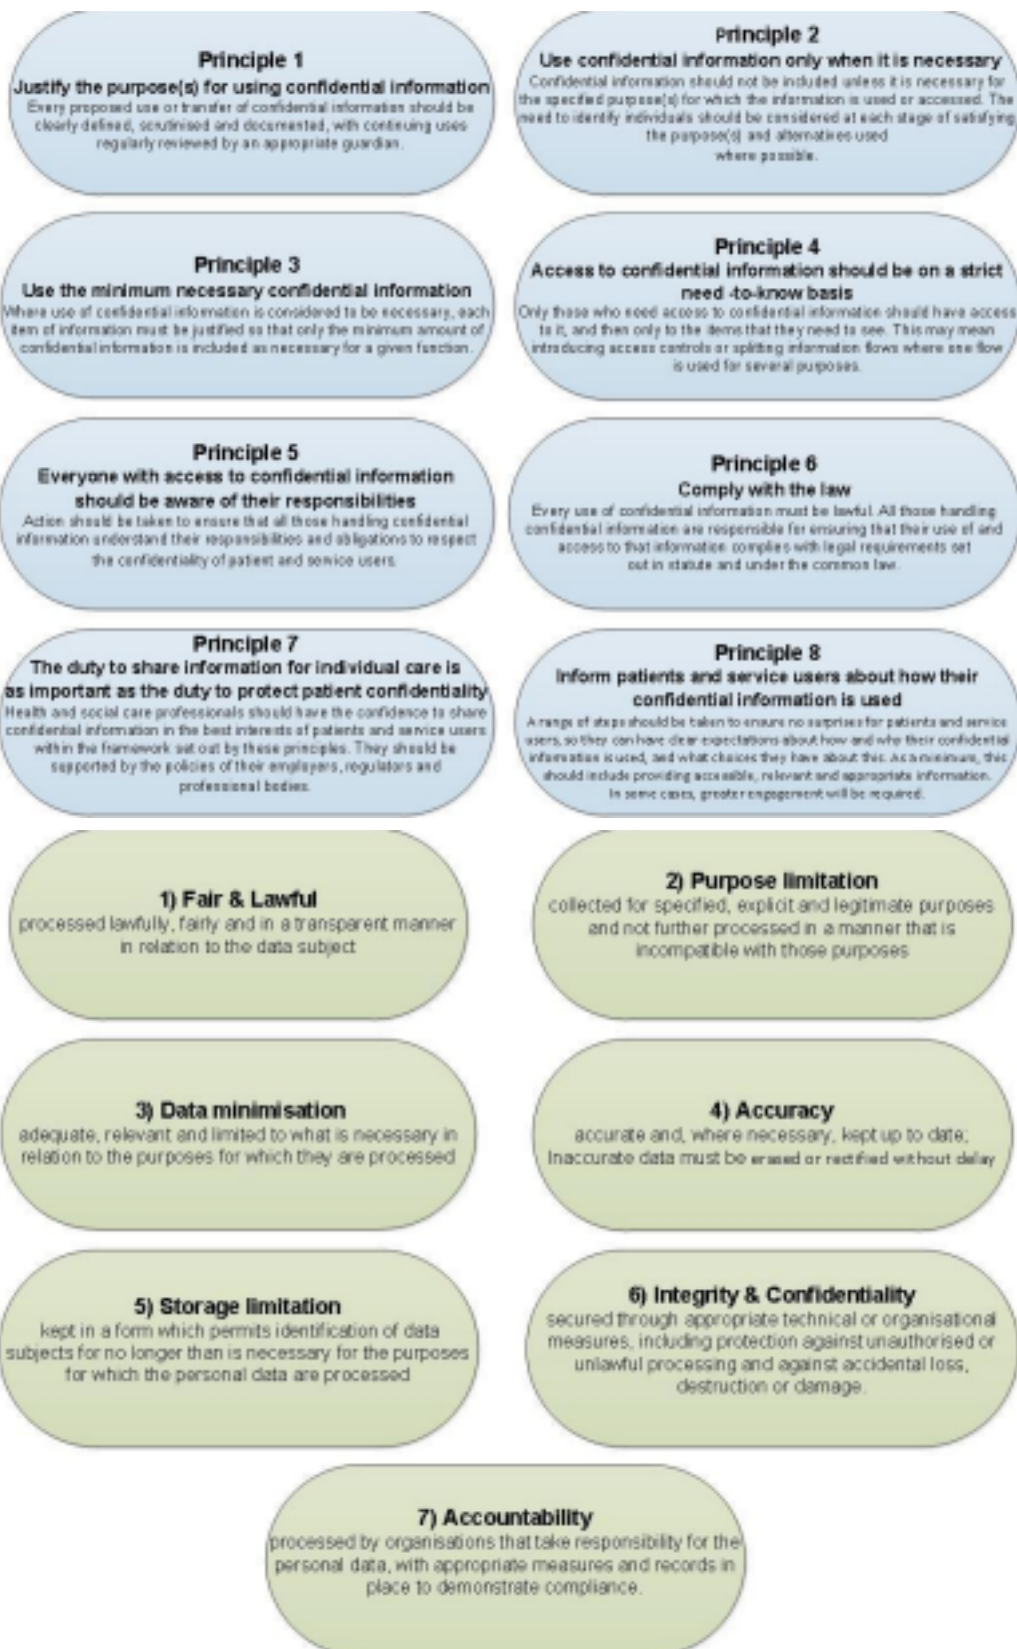 Principle 1
Justify the purpose(s) for using confidential information
Every proposed use or transfer of confidential information should be
clearly defined, scrutinised and documented, with continuing uses
regularly reviewed by an appropriate guardian.
Principle 2
Use confidential information only when it is necessary
Confidential information should not be included unless it is necessary for
the specified purpose(s) for which the information is used or accessed. The
need to identify individuals should be considered at each stage of satisfying
the purpose(s) and alternatives used
where possible.
Principle 3
Use the minimum necessary confidential information
Where use of confidential information is considered to be necessary, each
item of information must be justified so that only the minimum amount of
confidential information is included as necessary for a given function.
Principle 4
Access to confidential information should be on a strict
need -to-know basis
Only those who need access to confidential information should have access
to it, and then only to the items that they need to see. This may mean
introducing access controls or splitting information flows where one flow
is used for several purposes.
Principle 5
Everyone with access to confidential information
should be aware of their responsibilities
Action should be taken to ensure that all those handling confidential
information understand their responsibilities and obligations to respect
the confidentiality of patient and service users.
Principle 6
Comply with the law
Every use of confidential information must be lawful. All those handling
confidential information are responsible for ensuring that their use of and
access to that information complies with legal requirements set
out in statute and under the common law.
Principle 7
The duty to share information for individual care is
as important as the duty to protect patient confidentiality
Health and social care professionals should have the confidence to share
confidential information in the best interests of patients and service users
within the framework set out by these principles. They should be
supported by the policies of their employers, regulators and
professional bodies.
Principle 8
Inform patients and service users about how their
confidential information is used
A range of steps should be taken to ensure no surprises for patients and service
users, so they can have clear expectations about how and why their confidential
information is used, and what choices they have about this. As a minimum, this
should include providing accessible, relevant and appropriate information.
In some cases, greater engagement will be required.
1) Fair & Lawful
processed lawfully, fairly and in a transparent manner
in relation to the data subject
2) Purpose limitation
collected for specified, explicit and legitimate purposes
and not further processed in a manner that is
incompatible with those purposes
3) Data minimisation
adequate, relevant and limited to what is necessary in
relation to the purposes for which they are processed
4) Accuracy
accurate and, where necessary, kept up to date;
Inaccurate data must be erased or rectified without delay
5) Storage limitation
kept in a form which permits identification of data
subjects for no longer than is necessary for the purposes
for which the personal data are processed
6) Integrity & Confidentiality
secured through appropriate technical or organisational
measures, including protection against unauthorised or
unlawful processing and against accidental loss,
destruction or damage.
7) Accountability
processed by organisations that take responsibility for the
personal data, with appropriate measures and records in
place to demonstrate compliance.